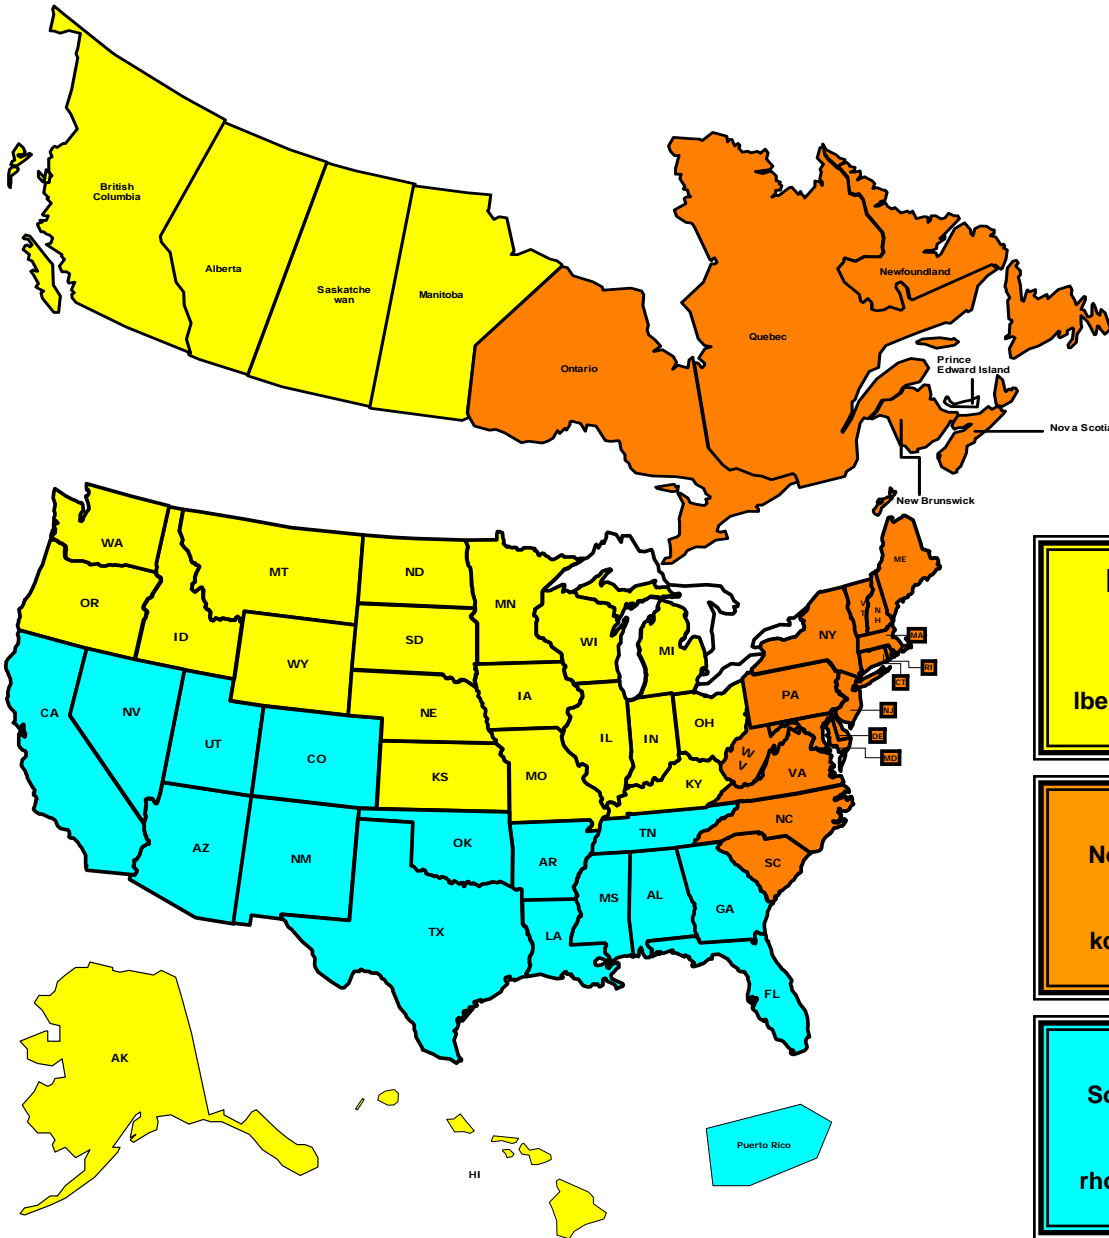 British
Columbia
Alberta
Saskatche
wan
Manitoba
Ontario
Quebec
Newfoundland
Prince
Edward Island
Nova Scotia
New Brunswick
WA
OR
ID
MT
WY
ND
SD
NE
KS
MN
IA
MO
WI
MI
IL
IN
OH
KY
ME
VT
NH
NY
MA
RI
CT
PA
NJ
DE
MD
WV
VA
NC
SC
CA
NV
UT
CO
AZ
NM
TX
OK
AR
LA
TN
MS
AL
GA
FL
AK
HI
Puerto Rico